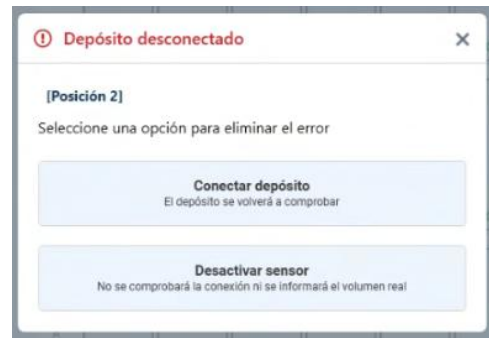 Depósito desconectado
[Posición 2]
Seleccione una opción para eliminar el error
Conectar depósito
El depósito se volverá a comprobar
Desactivar sensor
No se comprobará la conexión ni se informará el volumen real